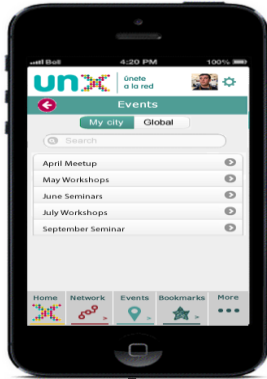 Bell 4:20 PM 100%
unx únete
a la red
Events
My city Global
Search
April Meetup
May Workshops
June Seminars
July Workshops
September Seminar
Home Network Events Bookmarks More